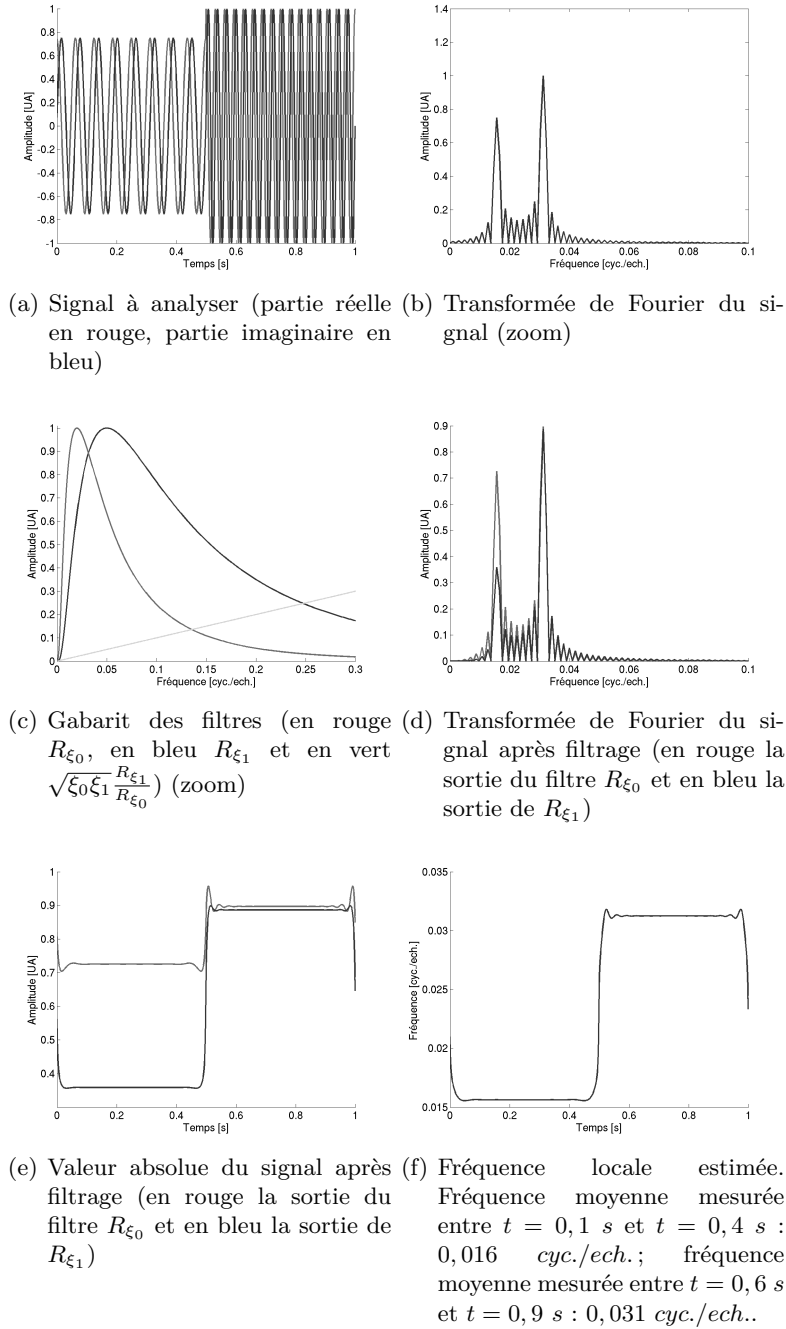 1
0.8
0.6
0.4
0.2
0
-0.2
-0.4
-0.6
-0.8
-1
Amplitude [UA]
0 0.2 0.4 0.6 0.8 1
Temps [s]
1.4
1.2
1
0.8
0.6
0.4
0.2
0
Amplitude [UA]
0 0.02 0.04 0.06 0.08 0.1
Fréquence [cyc./ech.]
(a) Signal à analyser (partie réelle
en rouge, partie imaginaire en
bleu)
(b) Transformée de Fourier du si-
gnal (zoom)
1
0.9
0.8
0.7
0.6
0.5
0.4
0.3
0.2
0.1
0
Amplitude [UA]
0 0.05 0.1 0.15 0.2 0.25 0.3
Fréquence [cyc./ech.]
0.9
0.8
0.7
0.6
0.5
0.4
0.3
0.2
0.1
0
Amplitude [UA]
0 0.02 0.04 0.06 0.08 0.1
Fréquence [cyc./ech.]
(c) Gabarit des filtres (en rouge
R_{ξ_0}, en bleu R_{ξ_1} et en vert
√{ξ_0ξ_1} R_{ξ_1}/R_{ξ_0}) (zoom)
(d) Transformée de Fourier du si-
gnal après filtrage (en rouge la
sortie du filtre R_{ξ_0} et en bleu la
sortie de R_{ξ_1})
1
0.9
0.8
0.7
0.6
0.5
0.4
Amplitude [UA]
0 0.2 0.4 0.6 0.8 1
Temps [s]
0.035
0.03
0.025
0.02
0.015
Fréquence [cyc./ech.]
0 0.2 0.4 0.6 0.8 1
Temps [s]
(e) Valeur absolue du signal après
filtrage (en rouge la sortie du
filtre R_{ξ_0} et en bleu la sortie de
R_{ξ_1})
(f) Fréquence locale estimée.
Fréquence moyenne mesurée
entre t = 0,1 s et t = 0,4 s :
0,016 cyc./ech. ; fréquence
moyenne mesurée entre t = 0,6 s
et t = 0,9 s : 0,031 cyc./ech..